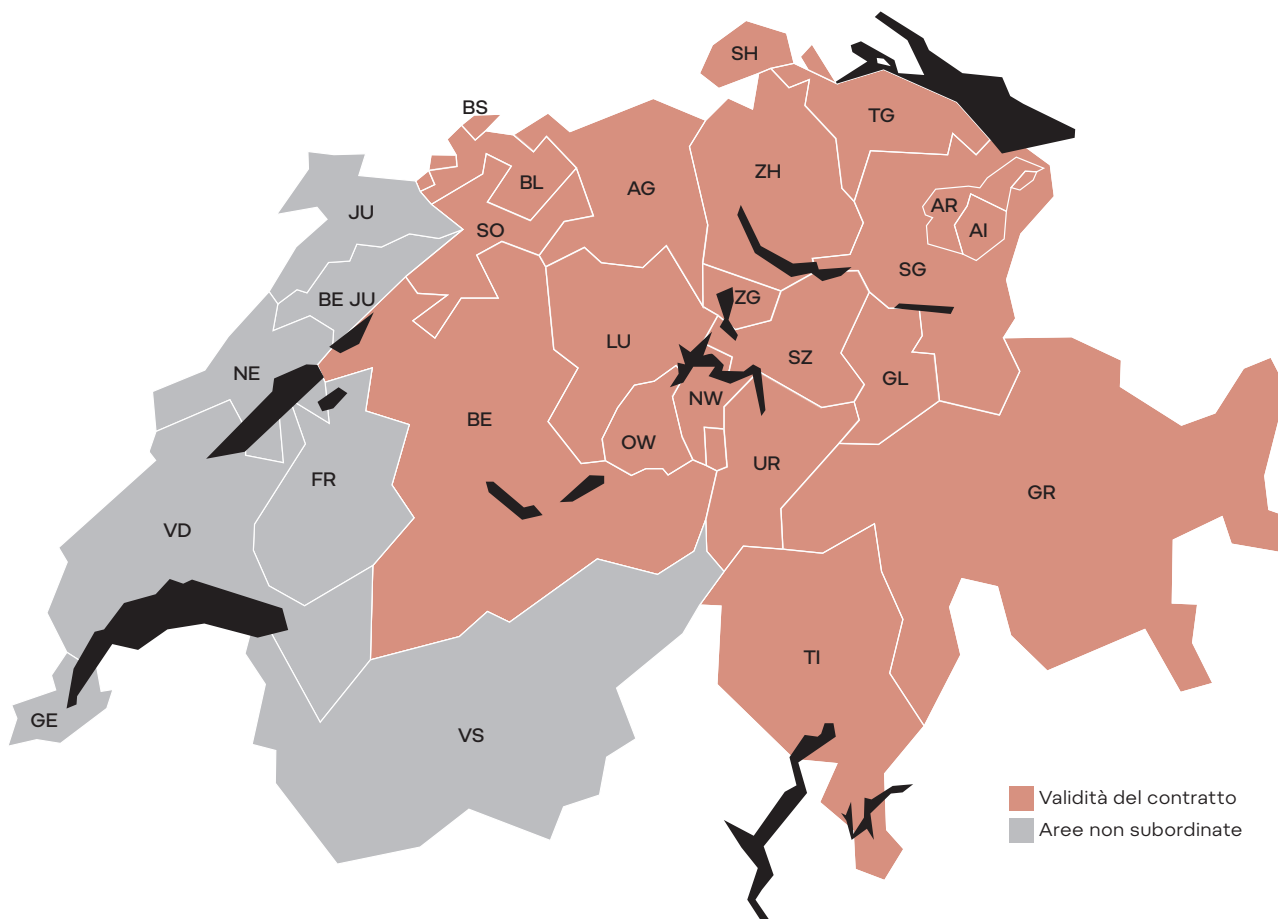 SH
BS
TG
ZH
BL
AG
JU
AR
SO
AI
SG
BE JU
ZG
LU
SZ
NE
GL
NW
BE
OW
UR
FR
GR
VD
TI
GE
VS
Validità del contratto
Aree non subordinate